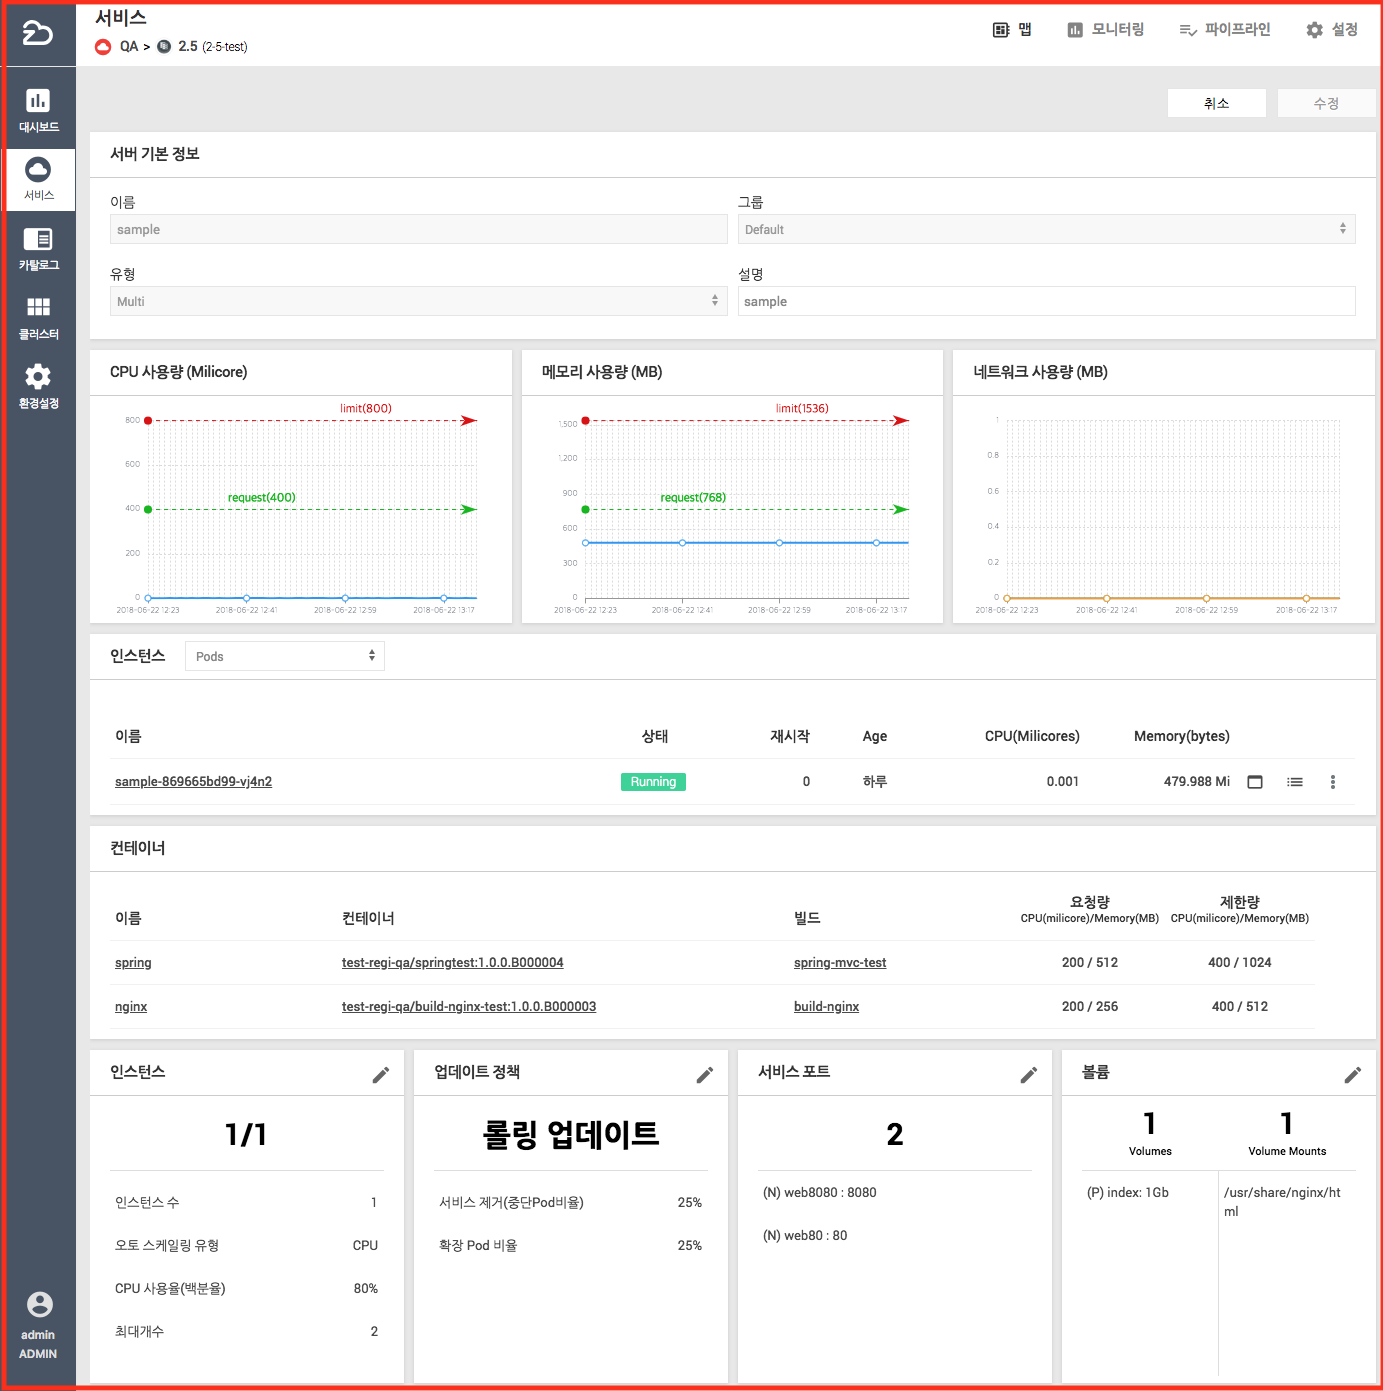 서비스
QA > 2.5 (2-5-test)
맵
모니터링
파이프라인
설정
대시보드
서비스
카탈로그
클러스터
환경설정
admin
ADMIN
취소
수정
서버 기본 정보
이름
그룹
sample
Default
유형
설명
Multi
sample
CPU 사용량 (Milicore)
limit(800)
800
600
request(400)
400
200
0
2018-06-22 12:23
2018-06-22 12:41
2018-06-22 12:59
2018-06-22 13:17
메모리 사용량 (MB)
limit(1536)
1,500
1,200
900
request(768)
600
300
0
2018-06-22 12:23
2018-06-22 12:41
2018-06-22 12:59
2018-06-22 13:17
네트워크 사용량 (MB)
1
0.8
0.6
0.4
0.2
0
2018-06-22 12:23
2018-06-22 12:41
2018-06-22 12:59
2018-06-22 13:17
인스턴스 Pods
이름 상태 재시작 Age CPU(Milicores) Memory(bytes)
sample-869665bd99-vj4n2 Running 0 하루 0.001 479.988 Mi
컨테이너
이름 컨테이너 빌드 요청량 제한량
CPU(milicore)/Memory(MB) CPU(milicore)/Memory(MB)
spring test-regi-qa/springtest:1.0.0.B000004 spring-mvc-test 200 / 512 400 / 1024
nginx test-regi-qa/build-nginx-test:1.0.0.B000003 build-nginx 200 / 256 400 / 512
인스턴스
1/1
인스턴스 수 1
오토 스케일링 유형 CPU
CPU 사용율(백분율) 80%
최대개수 2
업데이트 정책
롤링 업데이트
서비스 제거(중단Pod비율) 25%
확장 Pod 비율 25%
서비스 포트
2
(N) web8080 : 8080
(N) web80 : 80
볼륨
1 1
Volumes Volume Mounts
(P) index: 1Gb /usr/share/nginx/ht
ml